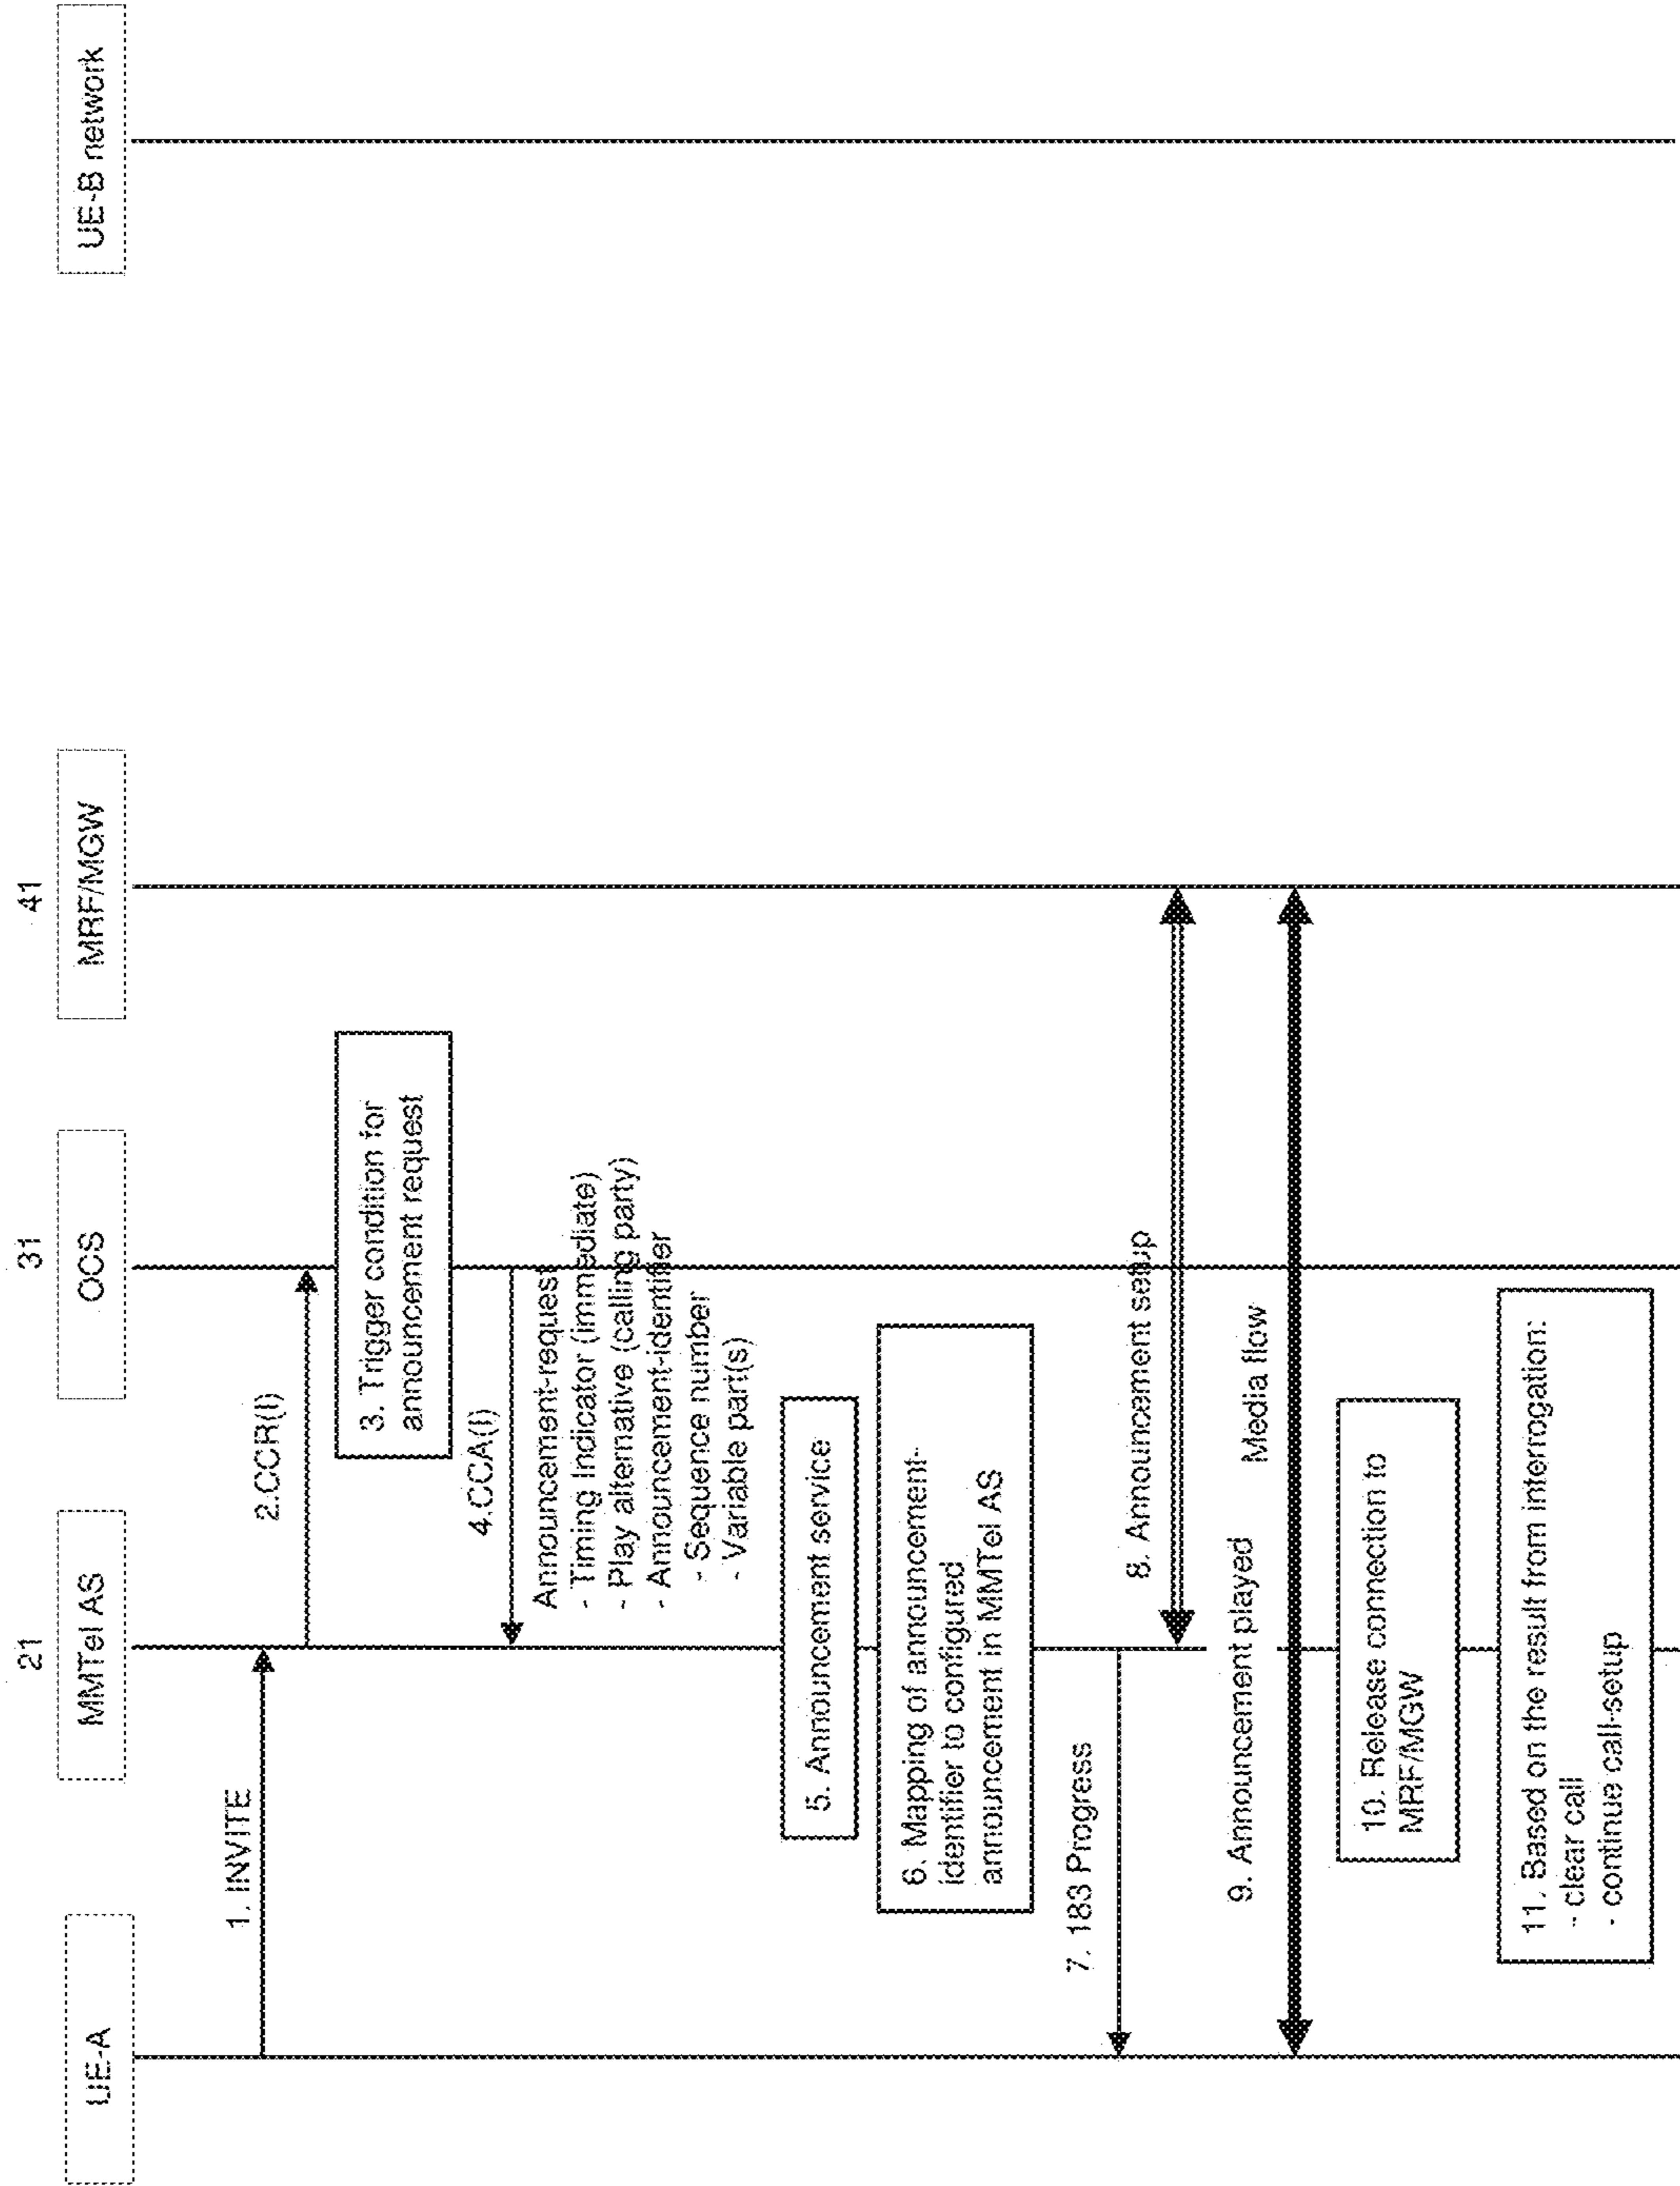 UE-A
21
MMTel AS
31
OCS
41
MRF/MGW
UE-B network
1. INVITE
2.CCR(I)
3. Trigger condition for
announcement request
4.CCA(I)
Announcement-request
- Timing Indicator (immediate)
- Play alternative (calling party)
- Announcement-identifier
- Sequence number
- Variable part(s)
5. Announcement service
6. Mapping of announcement-
identifier to configured
announcement in MMTel AS
7. 183 Progress
8. Announcement setup
9. Announcement played
Media flow
10. Release connection to
MRF/MGW
11. Based on the result from interrogation:
- clear call
- continue call-setup